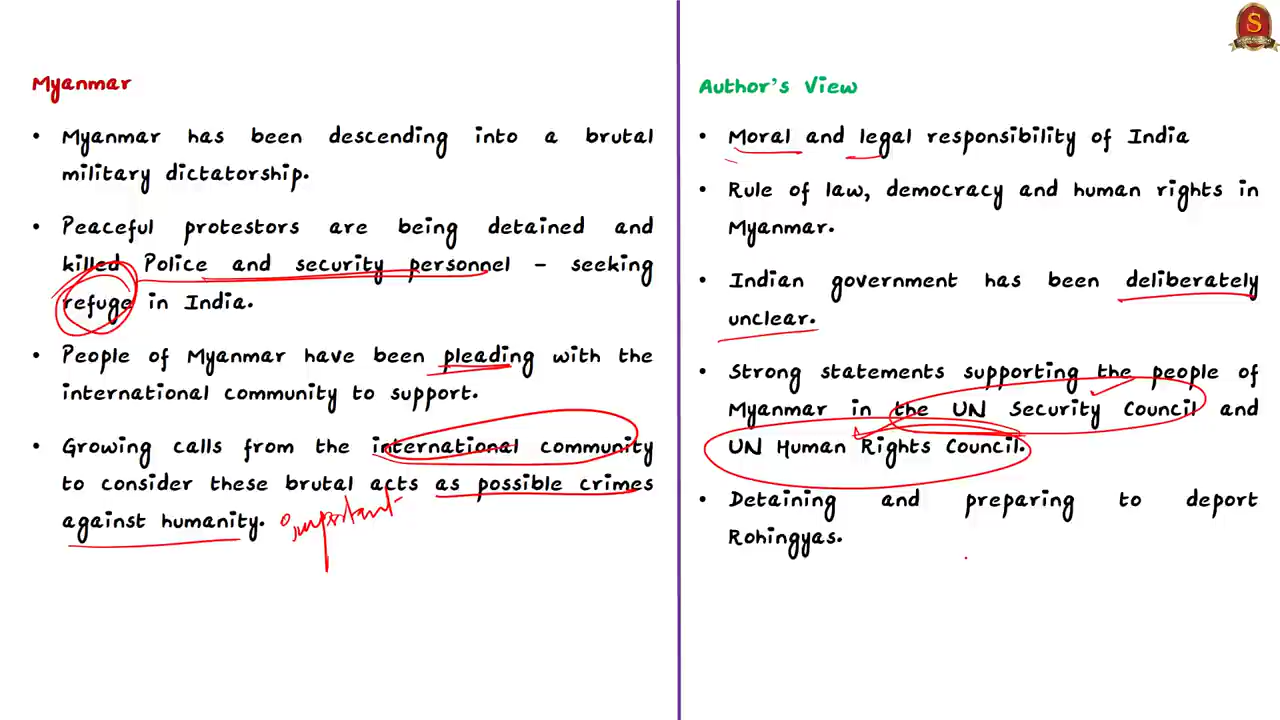 Myanmar
• Myanmar has been descending into a brutal
military dictatorship.
• Peaceful protestors are being detained and
killed Police and security personnel – seeking
refuge in India.
• People of Myanmar have been pleading with the
international community to support.
• Growing calls from the international community
to consider these brutal acts as possible crimes
against humanity.
important
Author's View
• Moral and legal responsibility of India
• Rule of law, democracy and human rights in
Myanmar.
• Indian government has been deliberately
unclear.
• Strong statements supporting the people of
Myanmar in the UN Security Council and
UN Human Rights Council.
• Detaining and preparing to deport
Rohingyas.
S